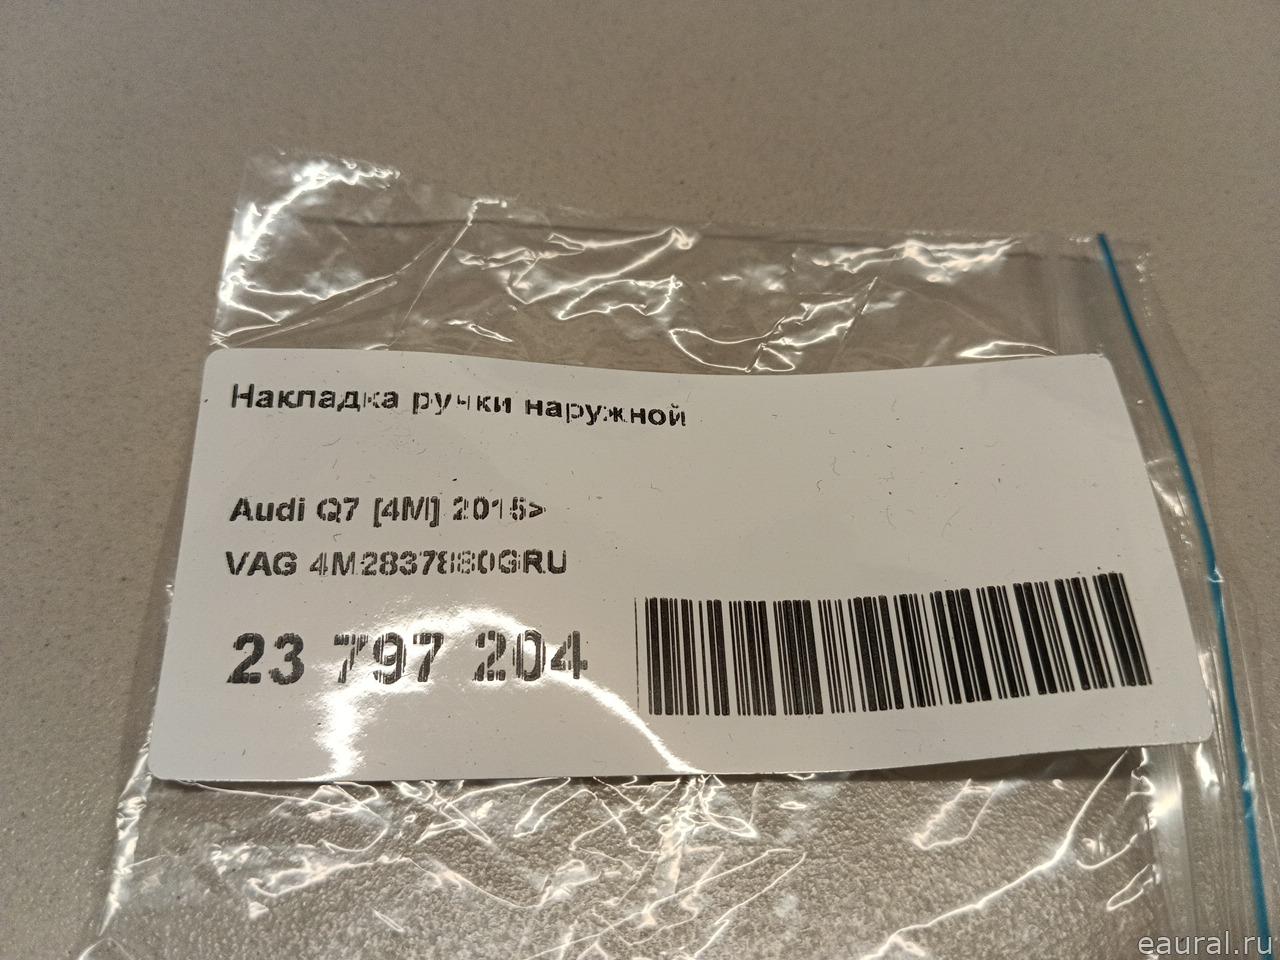 Накладка ручки наружной
Audi Q7 [4M] 2015>
VAG 4M2837880GRU
23 797 204
eaural.ru